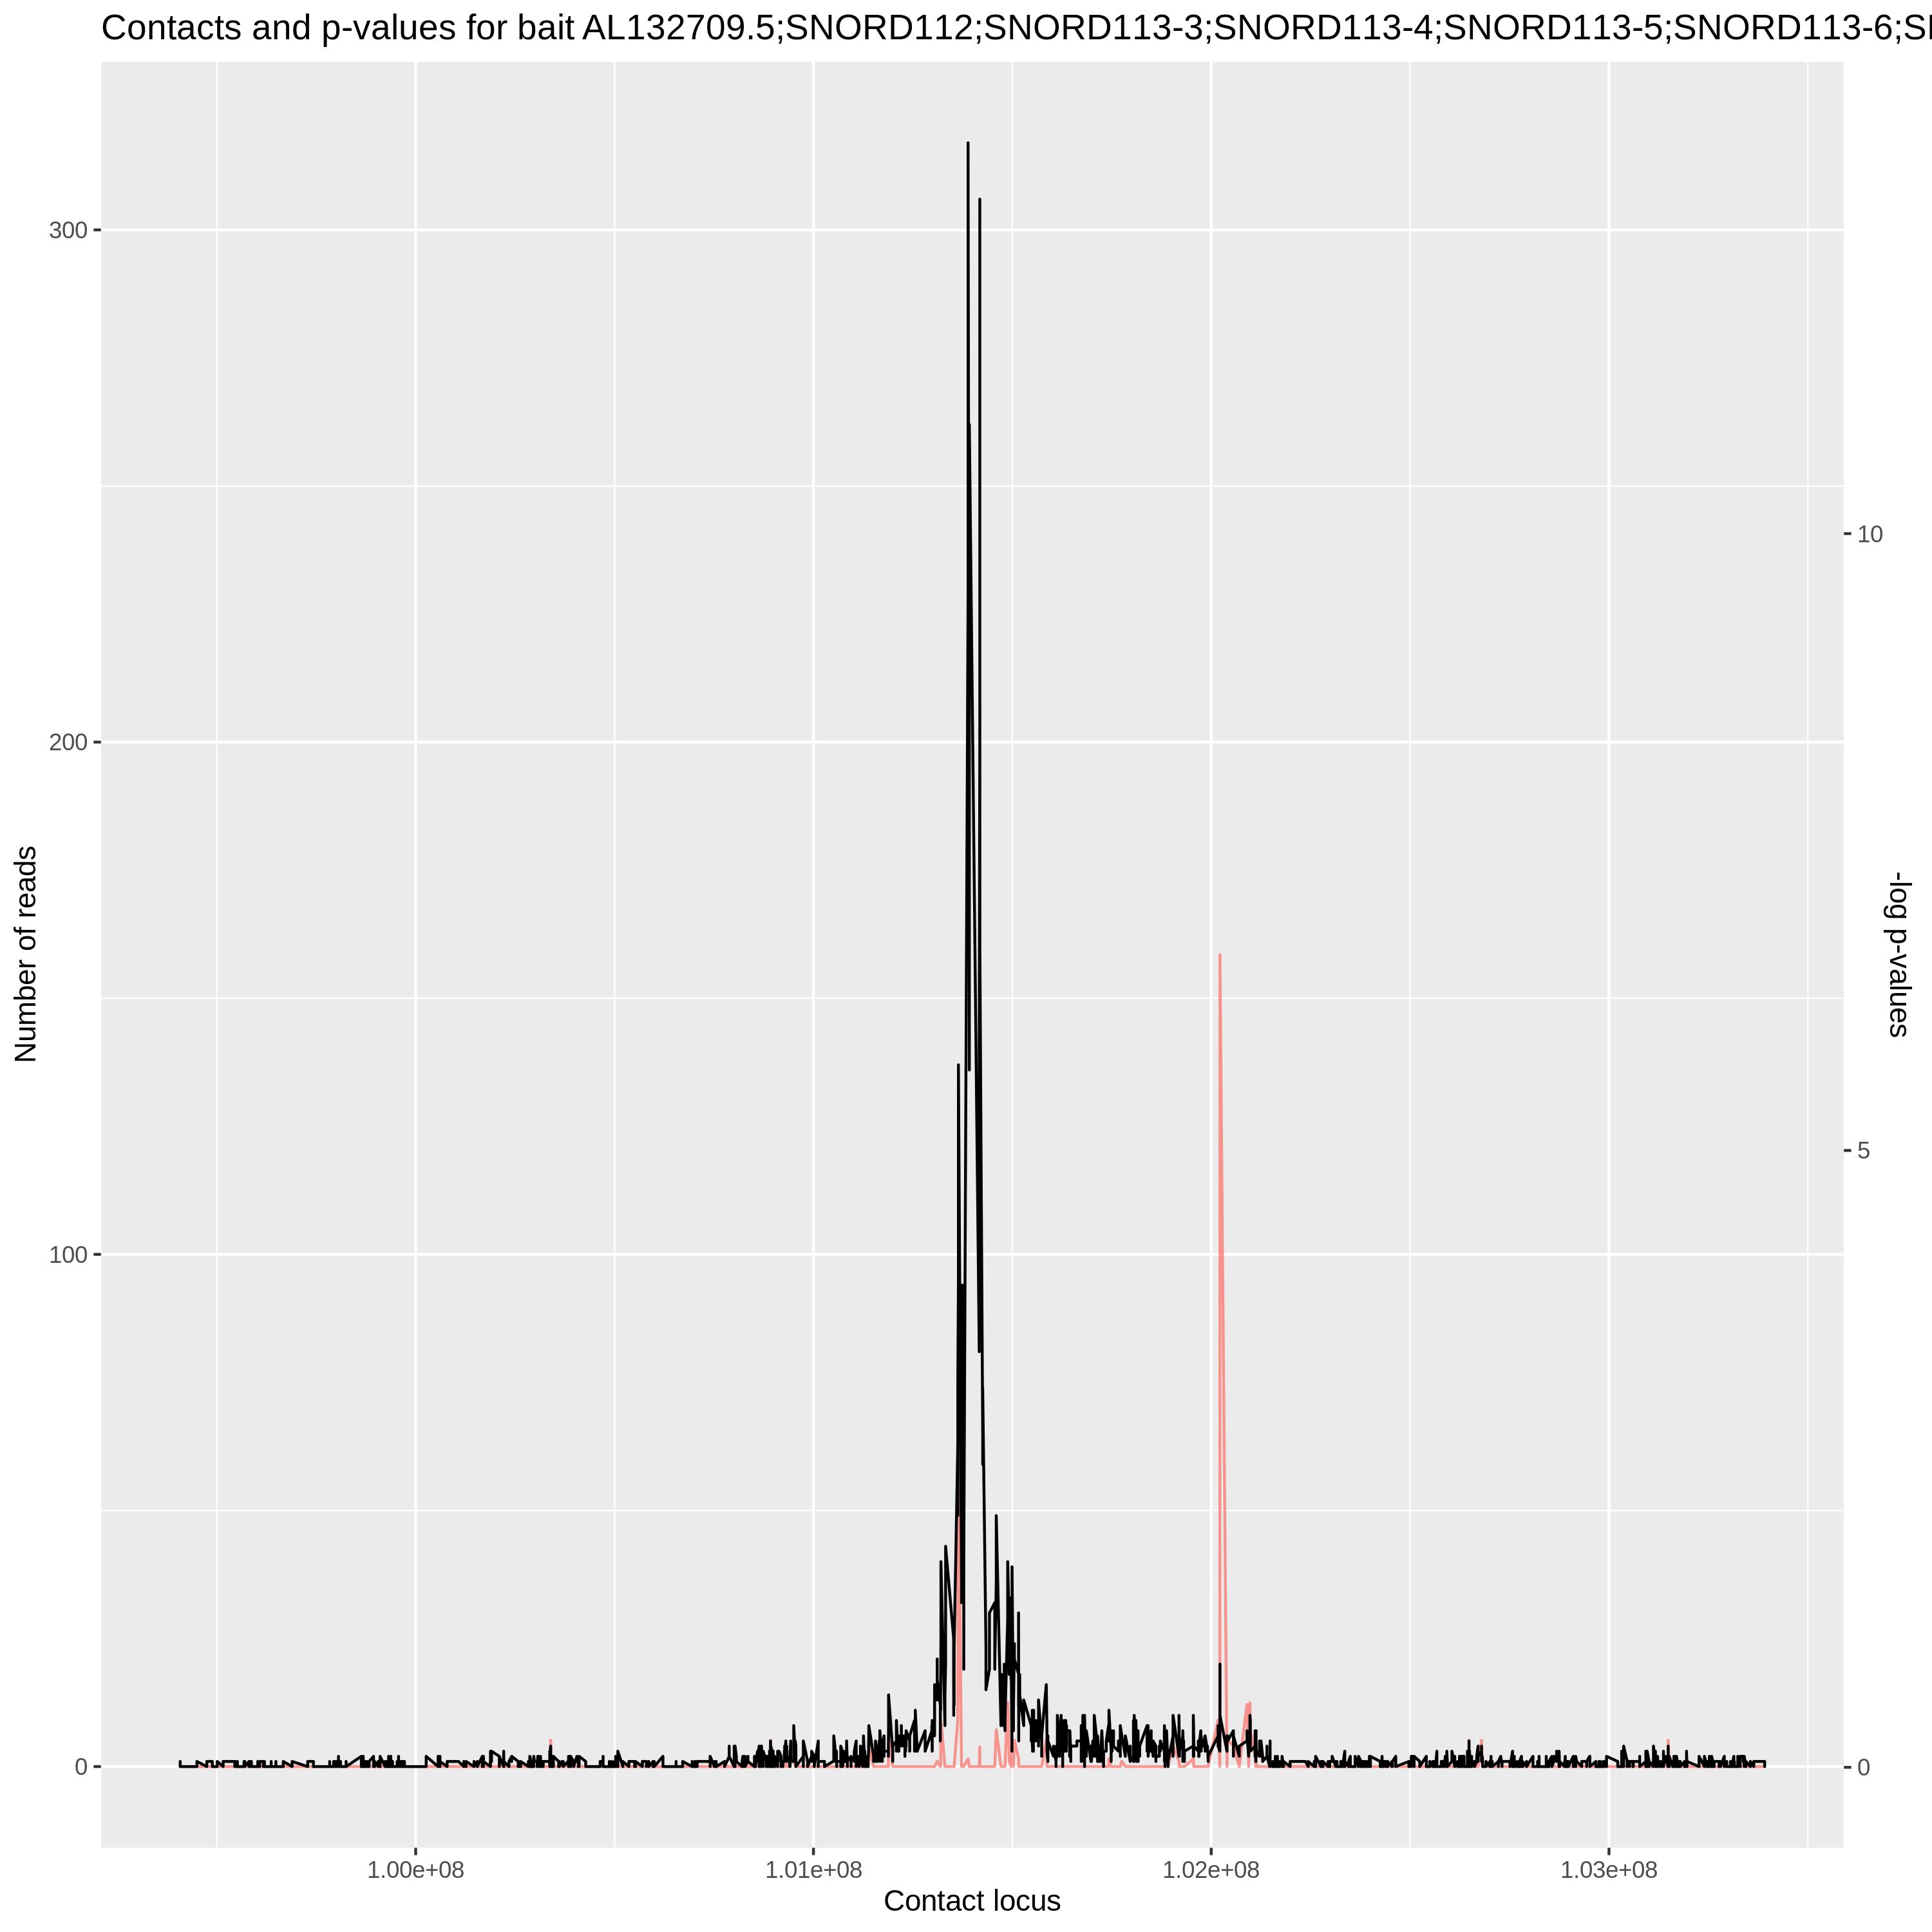 Contacts and p-values for bait AL132709.5;SNORD112;SNORD113-3;SNORD113-4;SNORD113-5;SNORD113-6;
300
200
100
0
Number of reads
10
5
0
-log p-values
1.00e+08
1.01e+08
1.02e+08
1.03e+08
Contact locus